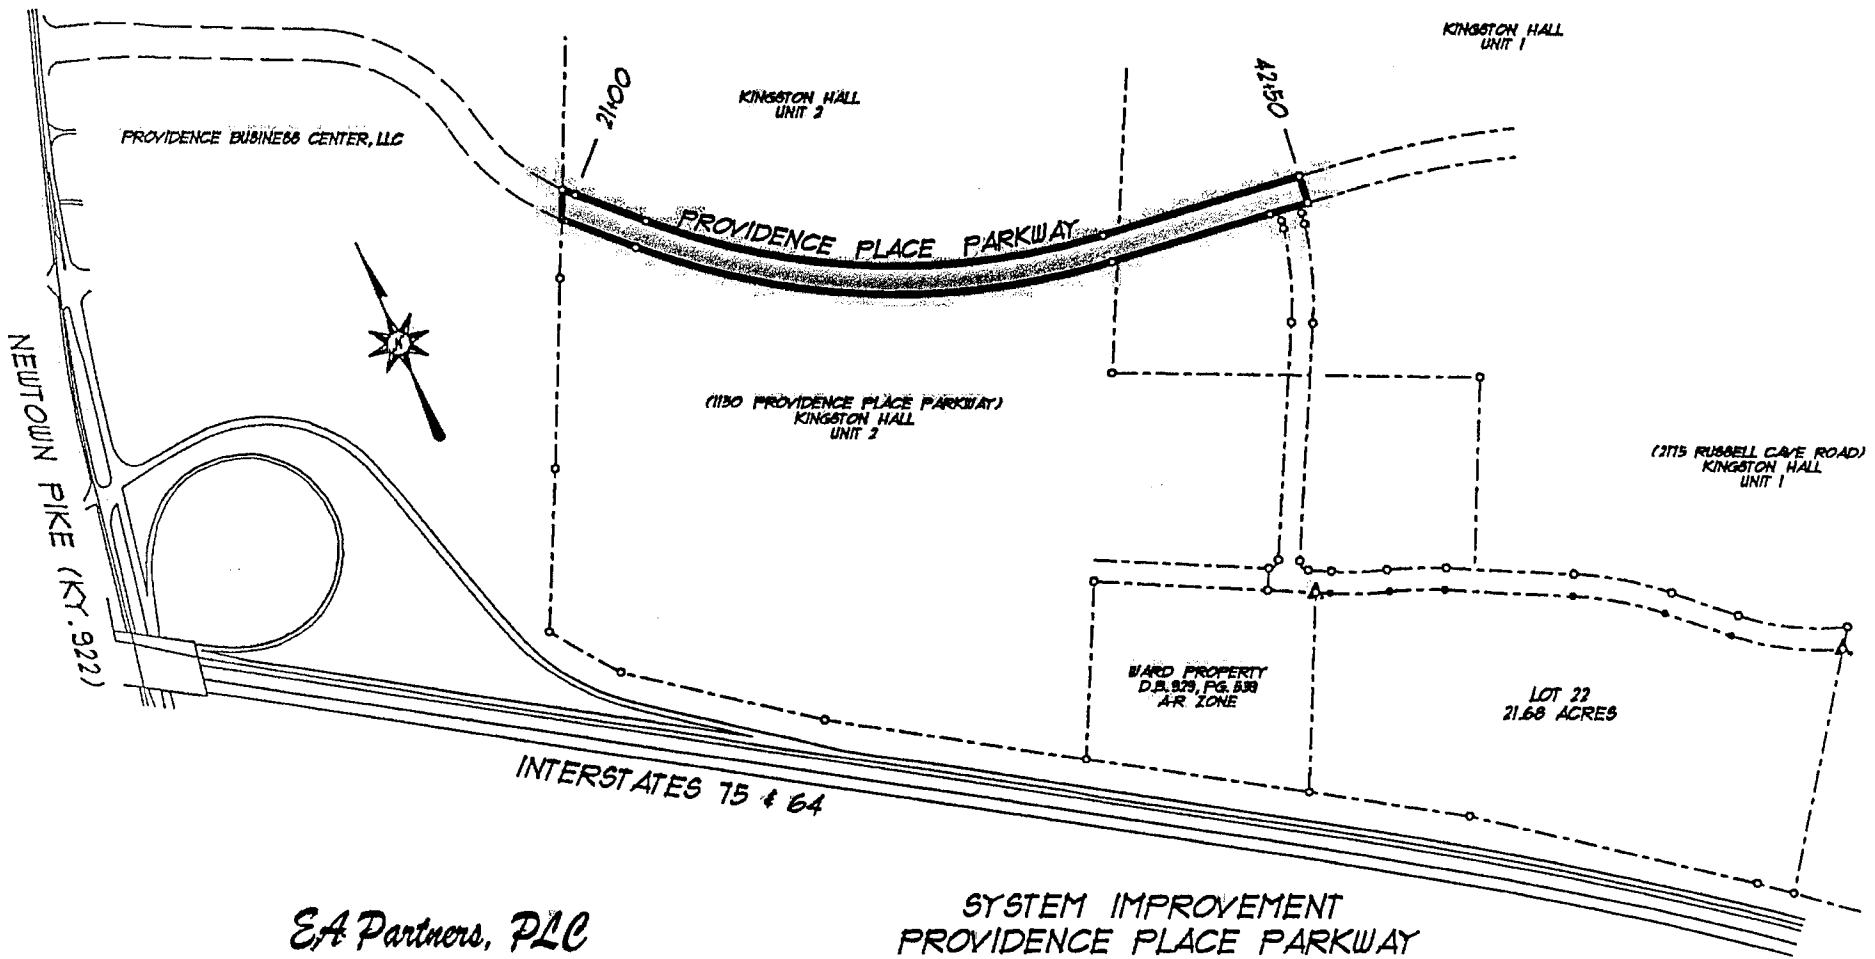 KINGSTON HALL
UNIT 1
21+00
KINGSTON HALL
UNIT 2
42+50
PROVIDENCE BUSINESS CENTER, LLC
PROVIDENCE PLACE PARKWAY
N
NEWTOWN PIKE (KY. 922)
(1130 PROVIDENCE PLACE PARKWAY)
KINGSTON HALL
UNIT 2
(2175 RUSSELL CAVE ROAD)
KINGSTON HALL
UNIT 1
WARD PROPERTY
D.B. 929, PG.
A-R ZONE
LOT 22
21.68 ACRES
INTERSTATES 75 & 64
EA Partners, PLC
SYSTEM IMPROVEMENT
PROVIDENCE PLACE PARKWAY